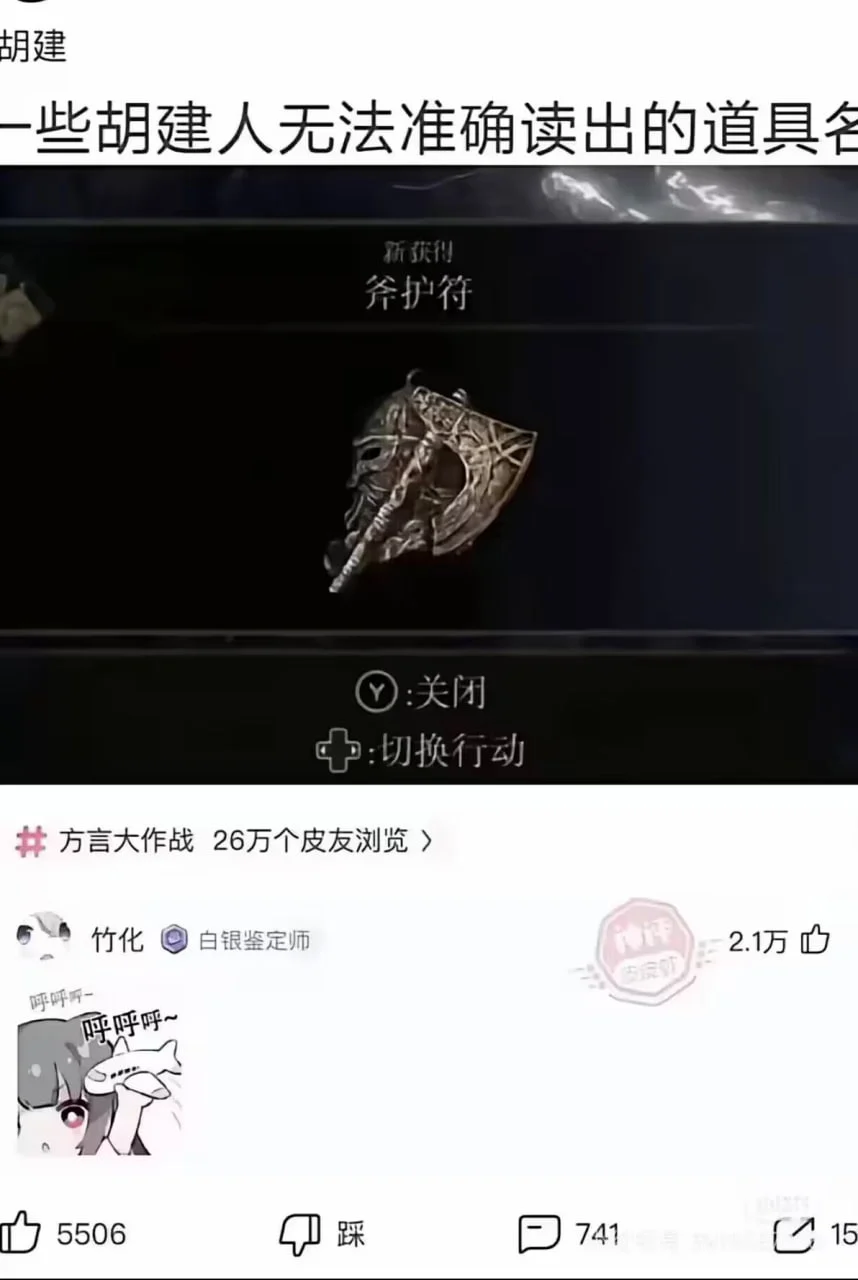 胡建
一些胡建人无法准确读出的道具名
新获得
斧护符
Y:关闭
:切换行动
方言大作战 26万个皮友浏览
竹化 白银鉴定师
神评
皮皮虾
2.1万
呼呼呼~
呼呼呼~
5506 踩 741 15